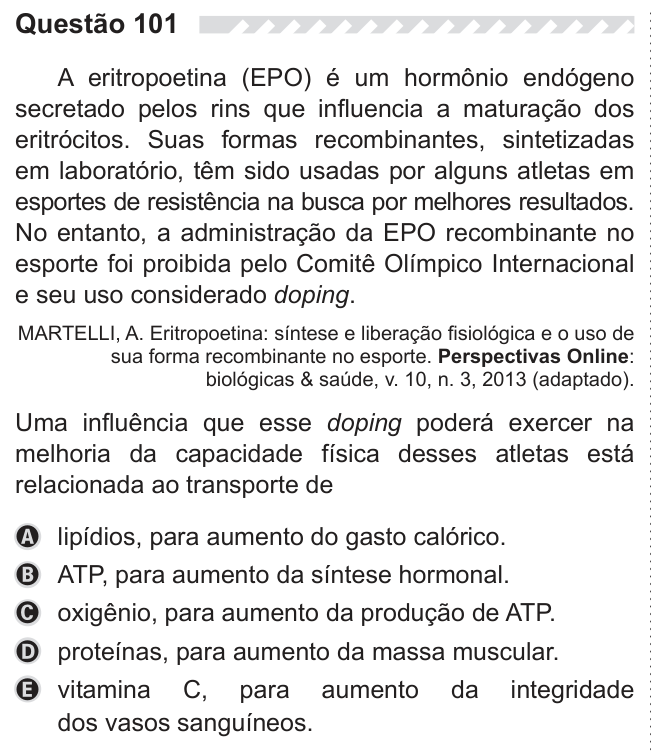 Questão 101
A eritropoetina (EPO) é um hormônio endógeno
secretado pelos rins que influencia a maturação dos
eritrócitos. Suas formas recombinantes, sintetizadas
em laboratório, têm sido usadas por alguns atletas em
esportes de resistência na busca por melhores resultados.
No entanto, a administração da EPO recombinante no
esporte foi proibida pelo Comitê Olímpico Internacional
e seu uso considerado doping.
MARTELLI, A. Eritropoetina: síntese e liberação fisiológica e o uso de
sua forma recombinante no esporte. Perspectivas Online:
biológicas & saúde, v. 10, n. 3, 2013 (adaptado).
Uma influência que esse doping poderá exercer na
melhoria da capacidade física desses atletas está
relacionada ao transporte de
A lipídios, para aumento do gasto calórico.
B ATP, para aumento da síntese hormonal.
C oxigênio, para aumento da produção de ATP.
D proteínas, para aumento da massa muscular.
E vitamina C, para aumento da integridade
dos vasos sanguíneos.